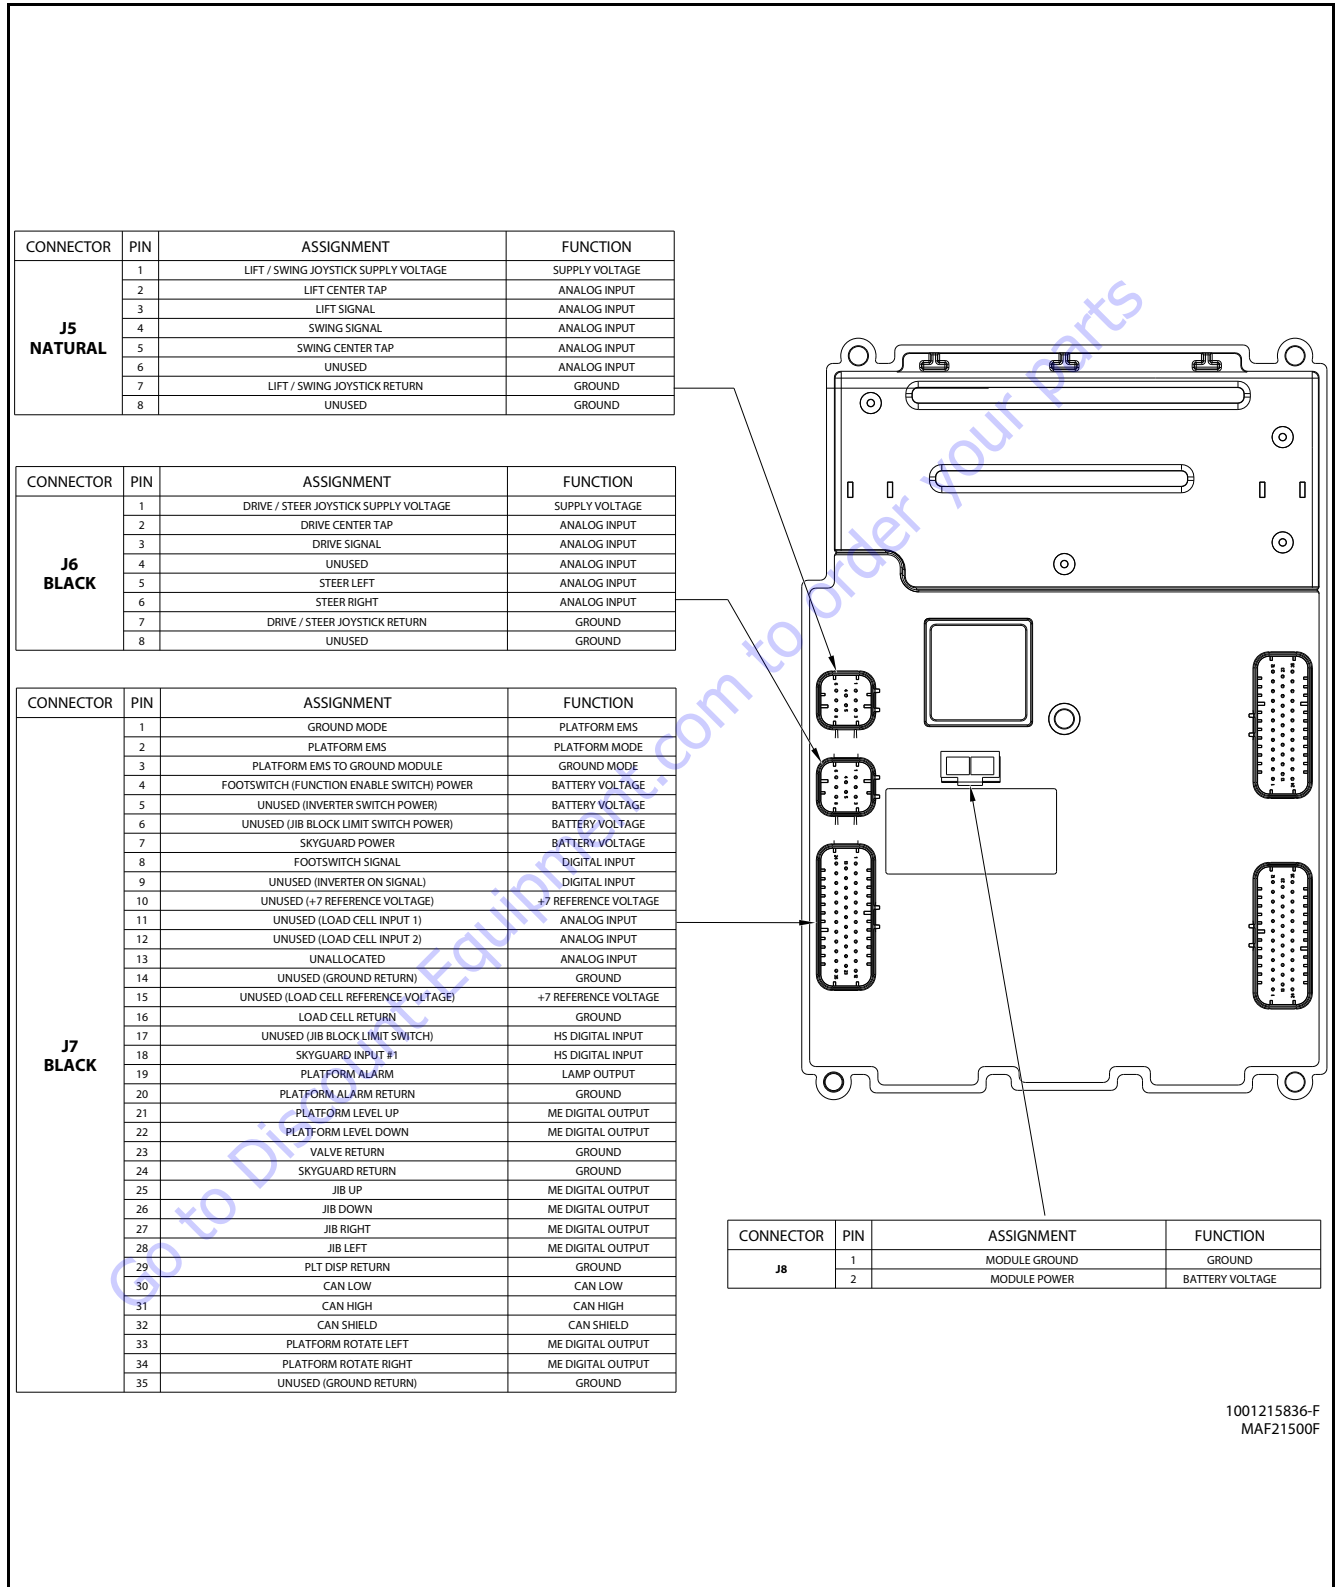 CONNECTOR PIN ASSIGNMENT FUNCTION
J5 NATURAL
1 LIFT / SWING JOYSTICK SUPPLY VOLTAGE SUPPLY VOLTAGE
2 LIFT CENTER TAP ANALOG INPUT
3 LIFT SIGNAL ANALOG INPUT
4 SWING SIGNAL ANALOG INPUT
5 SWING CENTER TAP ANALOG INPUT
6 UNUSED ANALOG INPUT
7 LIFT / SWING JOYSTICK RETURN GROUND
8 UNUSED GROUND
CONNECTOR PIN ASSIGNMENT FUNCTION
J6 BLACK
1 DRIVE / STEER JOYSTICK SUPPLY VOLTAGE SUPPLY VOLTAGE
2 DRIVE CENTER TAP ANALOG INPUT
3 DRIVE SIGNAL ANALOG INPUT
4 UNUSED ANALOG INPUT
5 STEER LEFT ANALOG INPUT
6 STEER RIGHT ANALOG INPUT
7 DRIVE / STEER JOYSTICK RETURN GROUND
8 UNUSED GROUND
CONNECTOR PIN ASSIGNMENT FUNCTION
J7 BLACK
1 GROUND MODE PLATFORM EMS
2 PLATFORM EMS PLATFORM MODE
3 PLATFORM EMS TO GROUND MODULE GROUND MODE
4 FOOTSWITCH (FUNCTION ENABLE SWITCH) POWER BATTERY VOLTAGE
5 UNUSED (INVERTER SWITCH POWER) BATTERY VOLTAGE
6 UNUSED (JIB BLOCK LIMIT SWITCH POWER) BATTERY VOLTAGE
7 SKYGUARD POWER BATTERY VOLTAGE
8 FOOTSWITCH SIGNAL DIGITAL INPUT
9 UNUSED (INVERTER ON SIGNAL) DIGITAL INPUT
10 UNUSED (+7 REFERENCE VOLTAGE) +7 REFERENCE VOLTAGE
11 UNUSED (LOAD CELL INPUT 1) ANALOG INPUT
12 UNUSED (LOAD CELL INPUT 2) ANALOG INPUT
13 UNALLOCATED ANALOG INPUT
14 UNUSED (GROUND RETURN) GROUND
15 UNUSED (LOAD CELL REFERENCE VOLTAGE) +7 REFERENCE VOLTAGE
16 LOAD CELL RETURN GROUND
17 UNUSED (JIB BLOCK LIMIT SWITCH) HS DIGITAL INPUT
18 SKYGUARD INPUT #1 HS DIGITAL INPUT
19 PLATFORM ALARM LAMP OUTPUT
20 PLATFORM ALARM RETURN GROUND
21 PLATFORM LEVEL UP ME DIGITAL OUTPUT
22 PLATFORM LEVEL DOWN ME DIGITAL OUTPUT
23 VALVE RETURN GROUND
24 SKYGUARD RETURN GROUND
25 JIB UP ME DIGITAL OUTPUT
26 JIB DOWN ME DIGITAL OUTPUT
27 JIB RIGHT ME DIGITAL OUTPUT
28 JIB LEFT ME DIGITAL OUTPUT
29 PLT DISP RETURN GROUND
30 CAN LOW CAN LOW
31 CAN HIGH CAN HIGH
32 CAN SHIELD CAN SHIELD
33 PLATFORM ROTATE LEFT ME DIGITAL OUTPUT
34 PLATFORM ROTATE RIGHT ME DIGITAL OUTPUT
35 UNUSED (GROUND RETURN) GROUND
CONNECTOR PIN ASSIGNMENT FUNCTION
J8
1 MODULE GROUND GROUND
2 MODULE POWER BATTERY VOLTAGE
1001215836-F
MAF21500F
Go to Discount-Equipment.com to order your parts